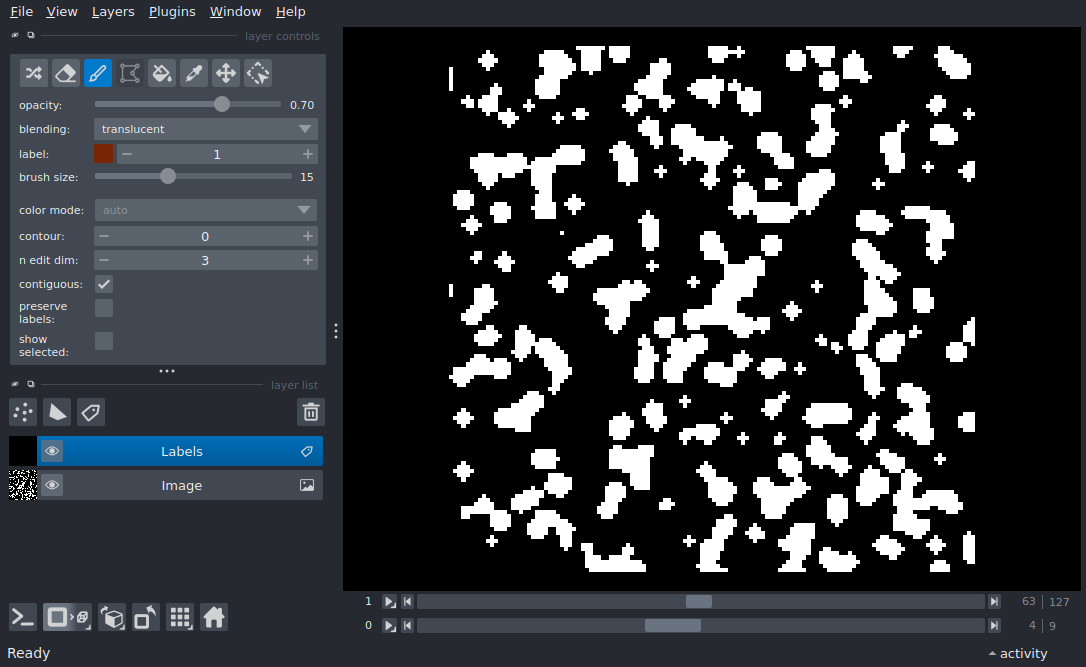 File View Layers Plugins Window Help
layer controls
opacity: 0.70
blending: translucent
label: 1
brush size: 15
color mode: auto
contour: 0
n edit dim: 3
contiguous:
preserve
labels:
show
selected:
layer list
Labels
Image
1 63 127
0 4 9
Ready
activity